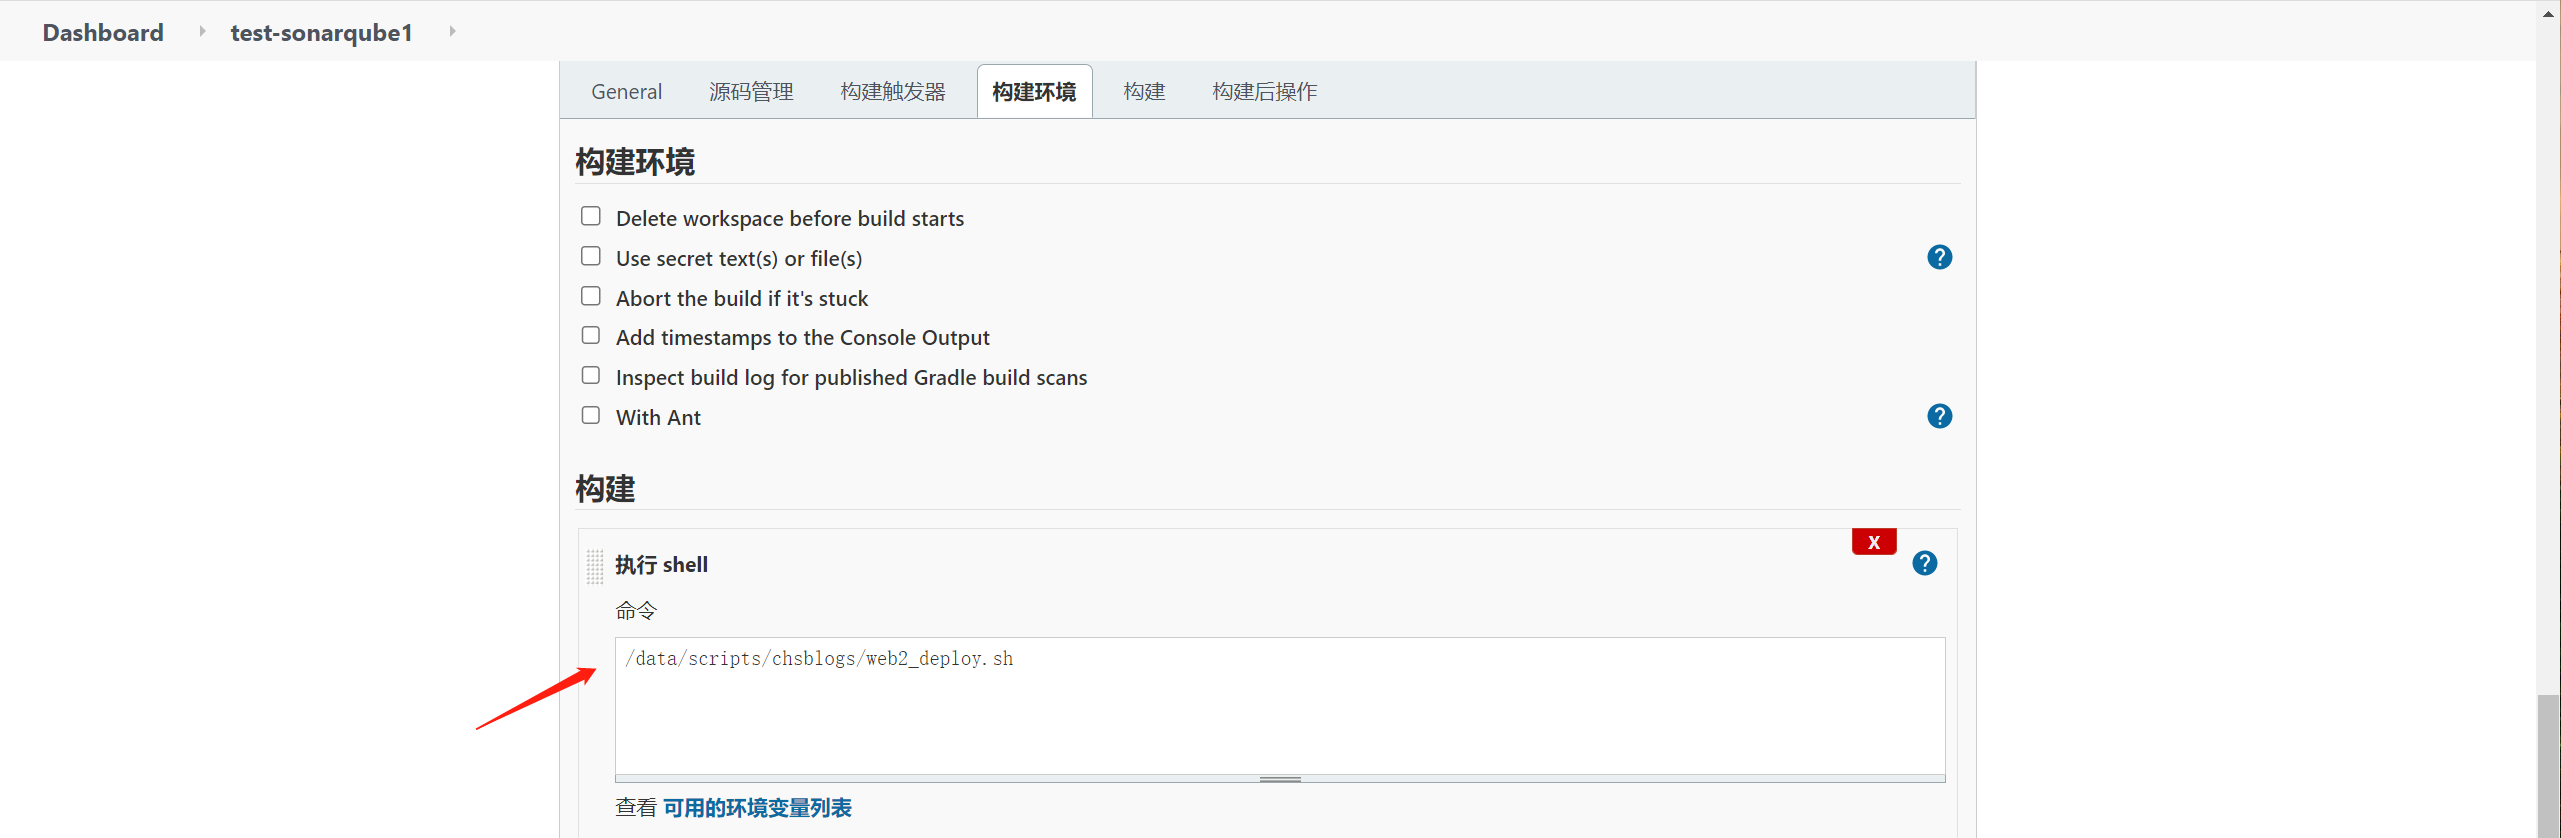 Dashboard test-sonarqube1
General 源码管理 构建触发器 构建环境 构建 构建后操作
构建环境
Delete workspace before build starts
Use secret text(s) or file(s) ?
Abort the build if it's stuck
Add timestamps to the Console Output
Inspect build log for published Gradle build scans
With Ant ?
构建
X
执行 shell ?
命令
/data/scripts/chsblogs/web2_deploy.sh
查看 可用的环境变量列表